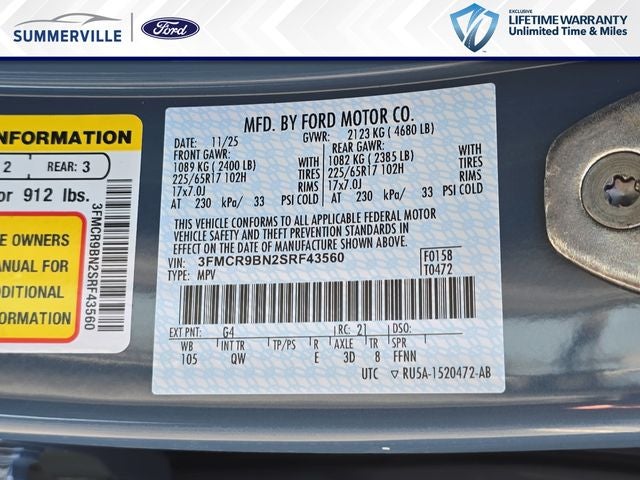 SUMMERVILLE Ford
EXCLUSIVE
LIFETIME WARRANTY
Unlimited Time & Miles
INFORMATION
2 REAR: 3
or 912 lbs.
E OWNERS
ANUAL FOR
DDITIONAL
FORMATION
3FMCR9BN2SRF43560
MFD. BY FORD MOTOR CO.
DATE: 11/25 GVWR: 2123 KG ( 4680 LB)
FRONT GAWR: REAR GAWR:
1089 KG ( 2400 LB) WITH 1082 KG ( 2385 LB) WITH
225/65R17 102H TIRES 225/65R17 102H TIRES
17x7.0J RIMS 17x7.0J RIMS
AT 230 kPa/ 33 PSI COLD AT 230 kPa/ 33 PSI COLD
THIS VEHICLE CONFORMS TO ALL APPLICABLE FEDERAL MOTOR
VEHICLE SAFETY AND THEFT PREVENTION STANDARDS IN
EFFECT ON THE DATE OF MANUFACTURE SHOWN ABOVE.
VIN: 3FMCR9BN2SRF43560 F0158
TYPE: MPV T0472
EXT PNT: G4 RC: 21 DSO:
WB INT TR TP/PS R AXLE TR SPR
105 QW E 3D 8 FFNN
UTC ▽ RU5A-1520472-AB